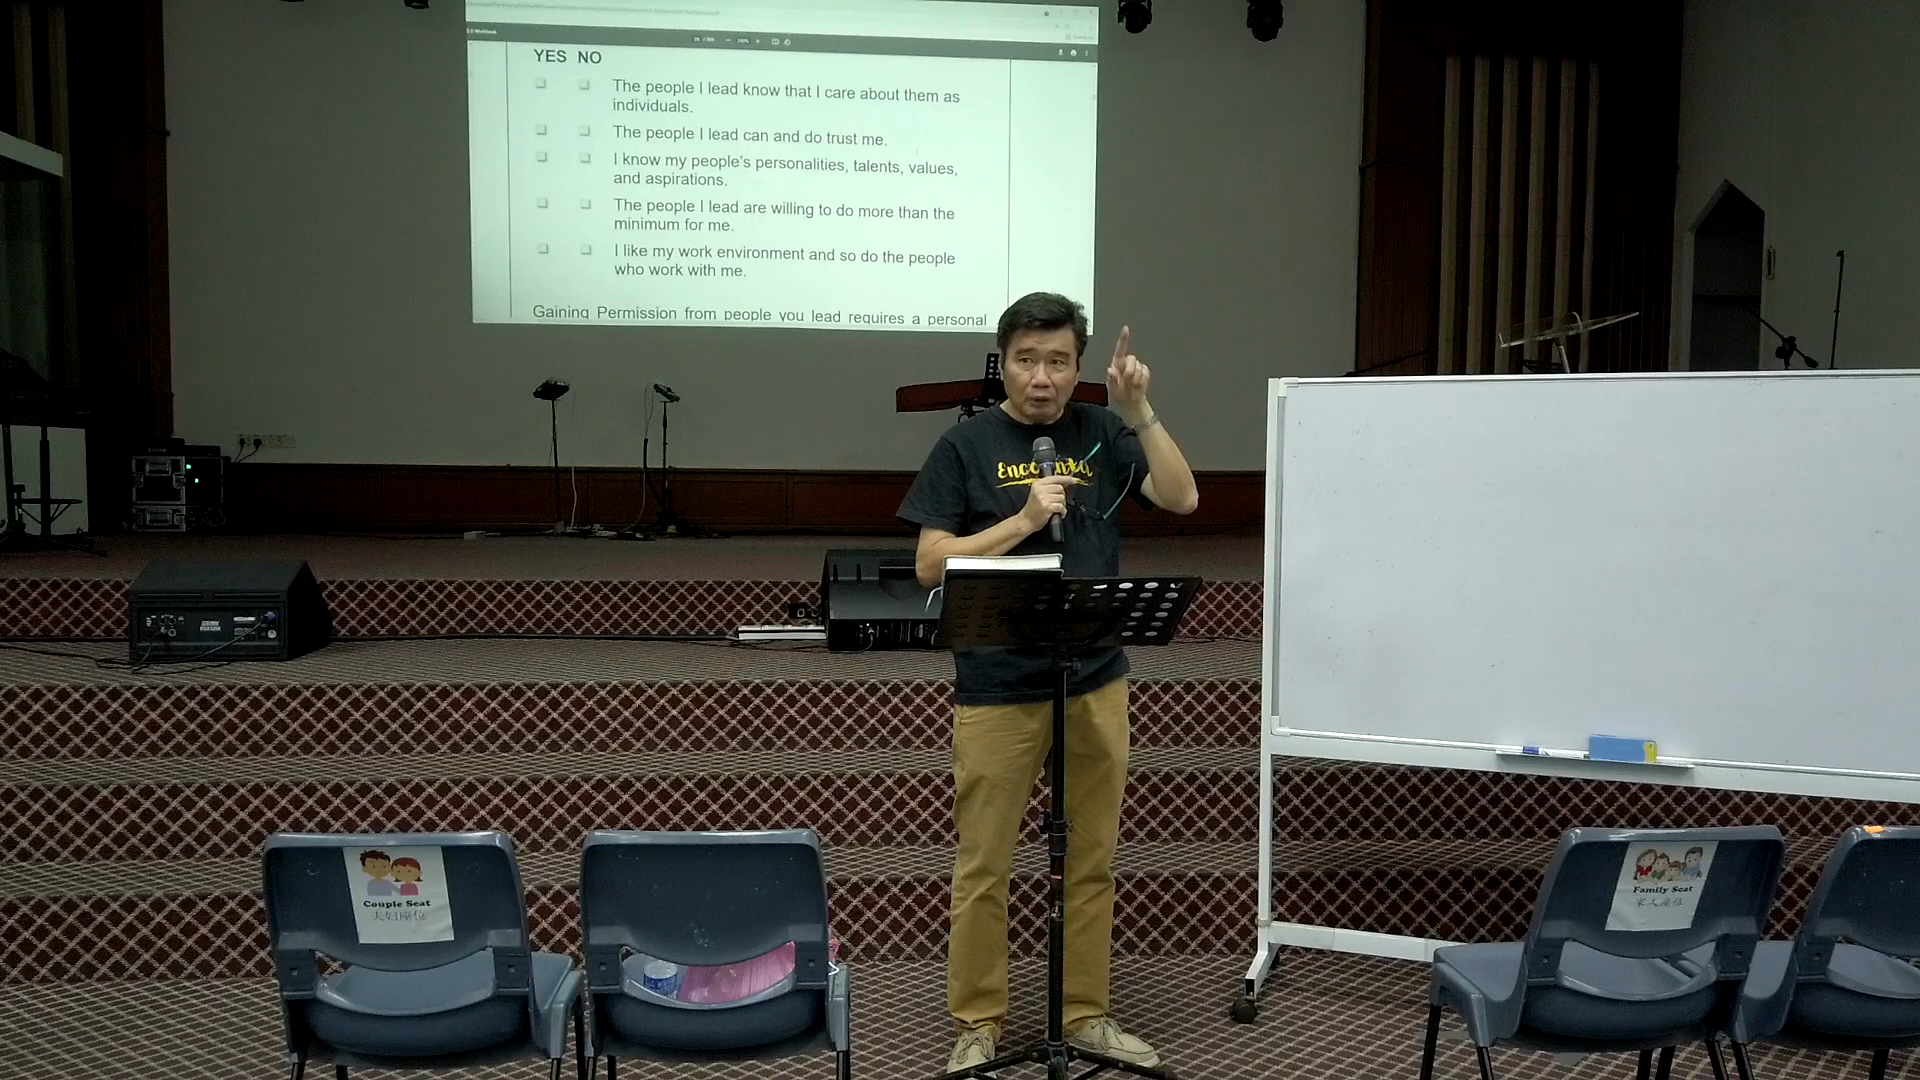 YES NO
The people I lead know that I care about them as
individuals.
The people I lead can and do trust me.
I know my people's personalities, talents, values,
and aspirations.
The people I lead are willing to do more than the
minimum for me.
I like my work environment and so do the people
who work with me.
Gaining Permission from people you lead requires a personal
Couple Seat
夫妇座位
Family Seat
家人座位